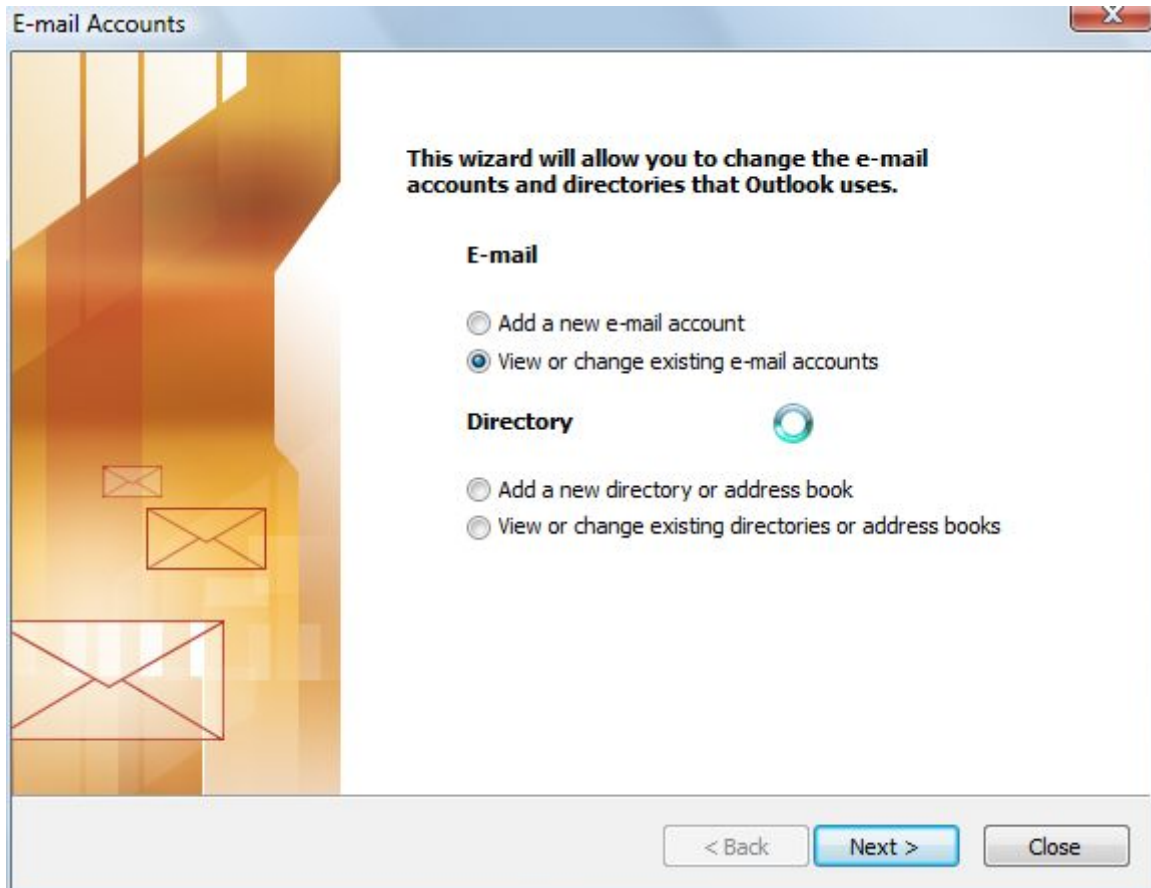 E-mail Accounts
This wizard will allow you to change the e-mail
accounts and directories that Outlook uses.
E-mail
Add a new e-mail account
View or change existing e-mail accounts
Directory
Add a new directory or address book
View or change existing directories or address books
< Back Next > Close